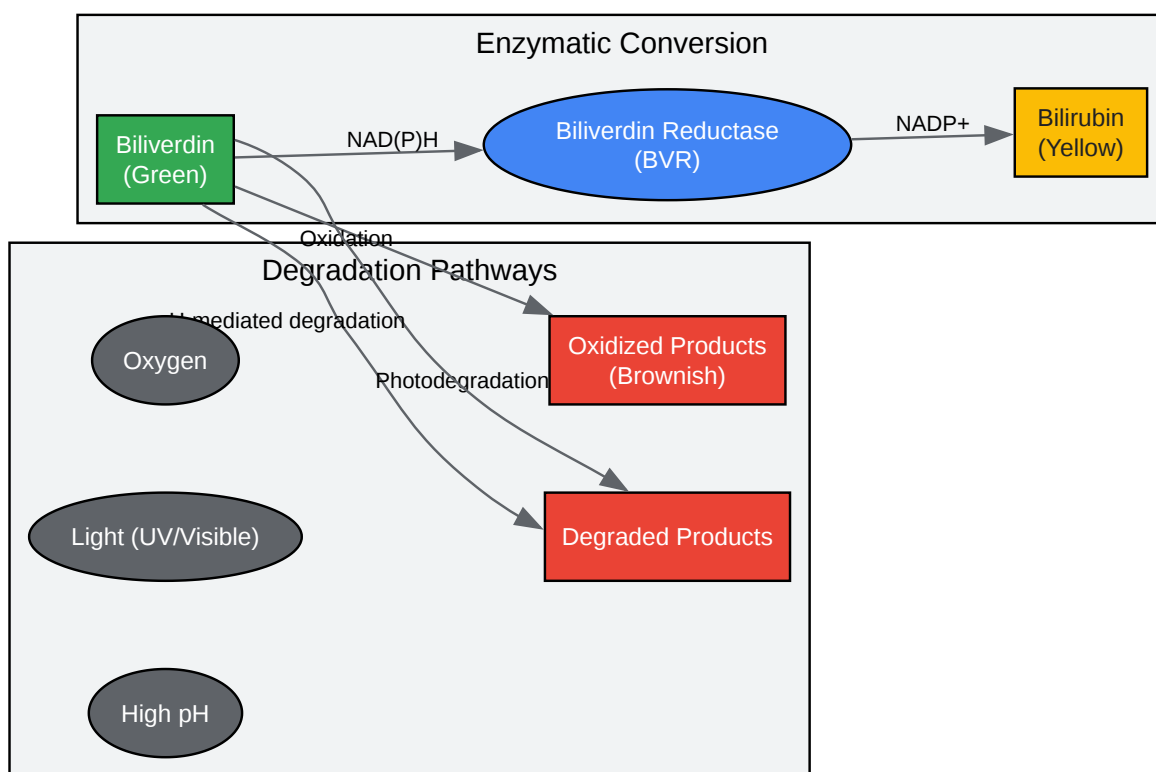 Enzymatic Conversion
Biliverdin
(Green)
NAD(P)H
Biliverdin Reductase
(BVR)
NADP+
Bilirubin
(Yellow)
Oxidation
Degradation Pathways
mediated degradation
Oxygen
Oxidized Products
(Brownish)
Photodegradation
Light (UV/Visible)
Degraded Products
High pH